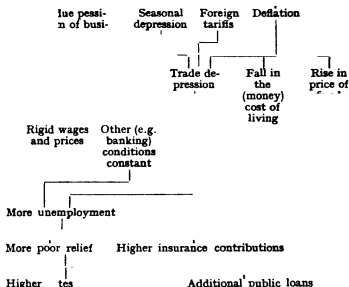 pessi- Seasonal Foreign Deflation
n of busi- depression tariffs
Trade de- Fall in Rise in
pression the price of
(money)
cost of
living
Rigid wages Other (e.g.
and prices banking)
conditions
constant
More unemployment
More poor relief Higher insurance contributions
Higher Additional public loans